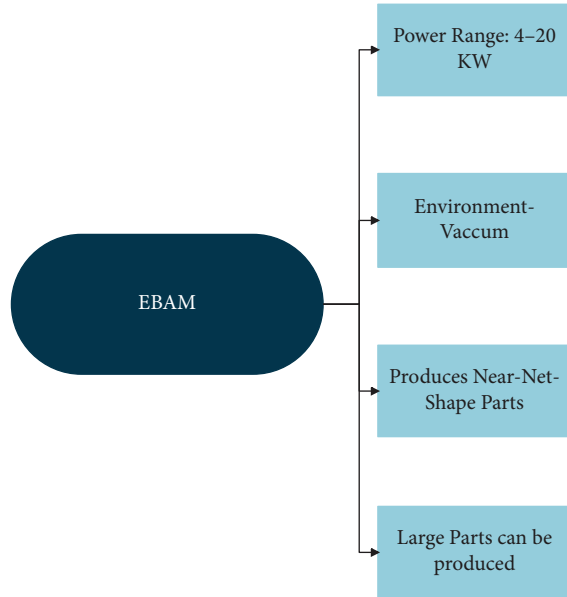 Power Range: 4–20
KW
Environment-
Vaccum
EBAM
Produces Near-Net-
Shape Parts
Large Parts can be
produced